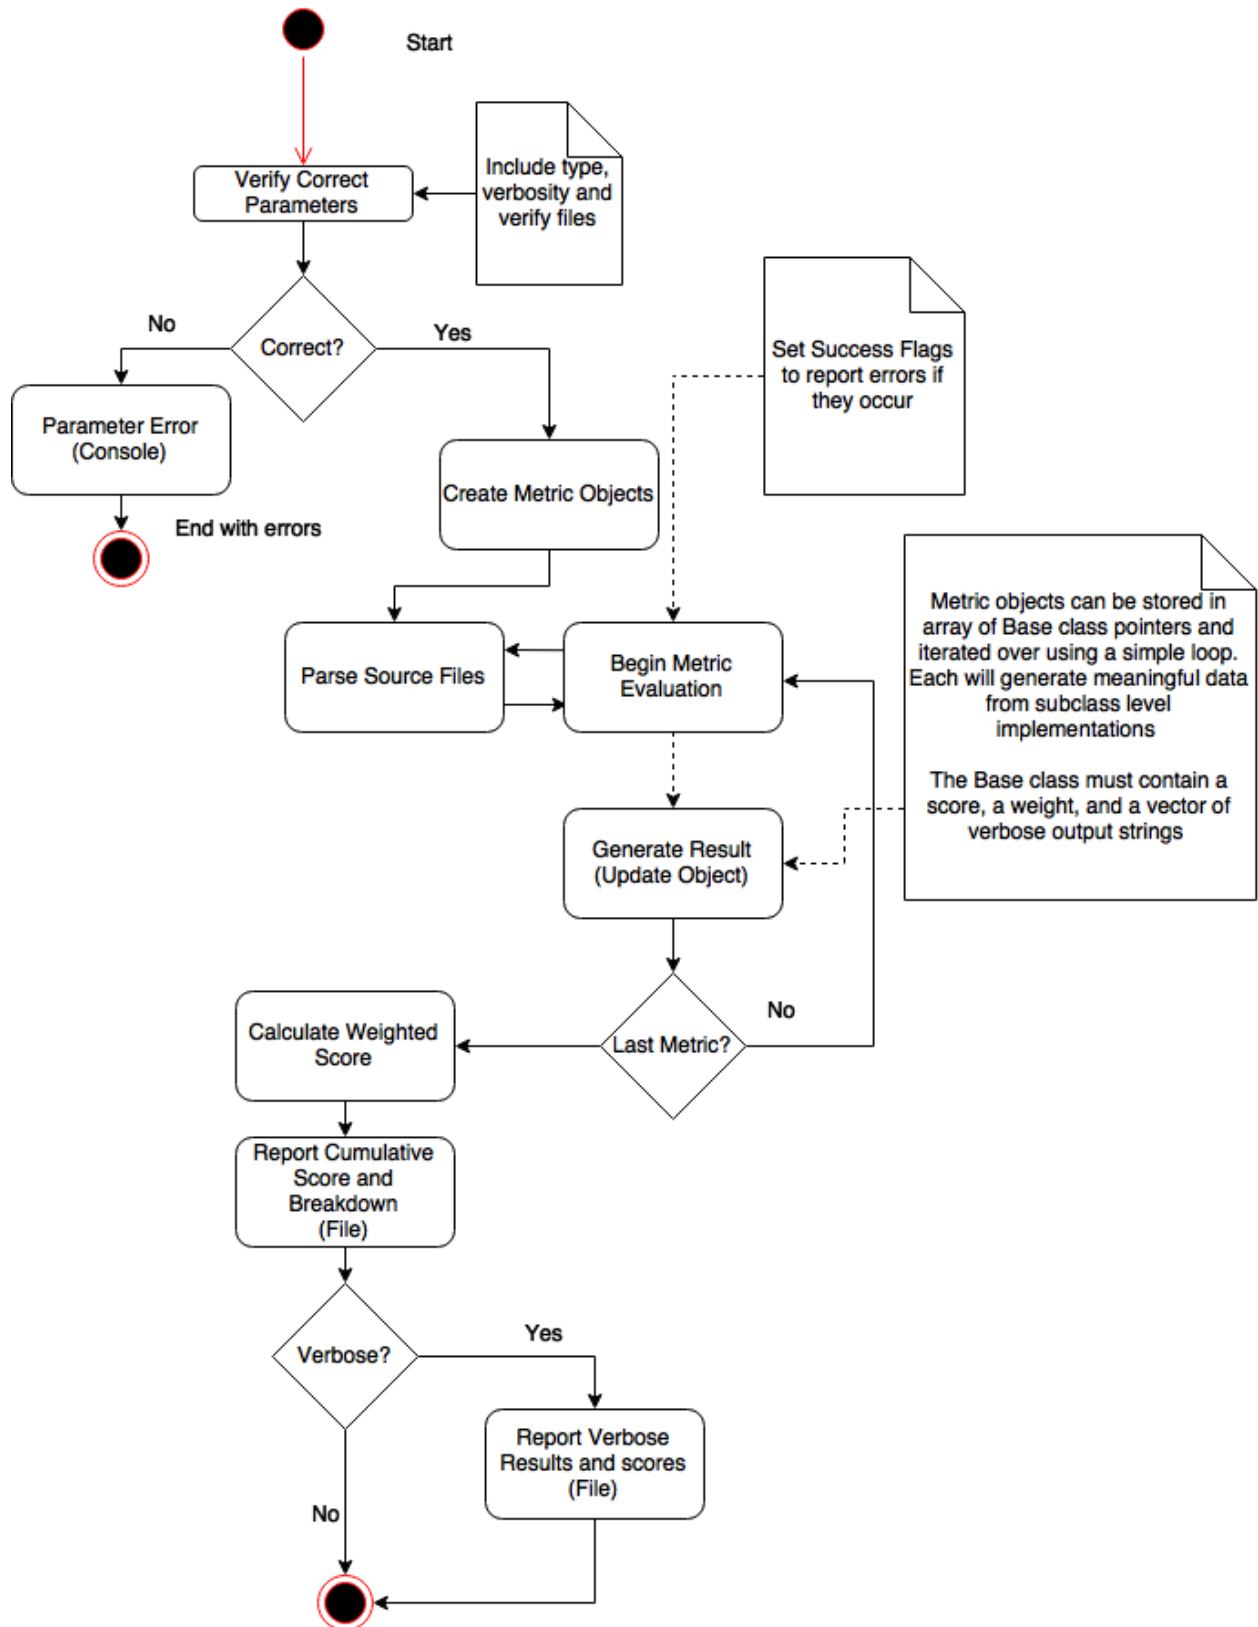 Start
Verify Correct
Parameters
Include type,
verbosity and
verify files
No
Correct?
Yes
Set Success Flags
to report errors if
they occur
Parameter Error
(Console)
Create Metric Objects
End with errors
Metric objects can be stored in
array of Base class pointers and
iterated over using a simple loop.
Each will generate meaningful data
from subclass level
implementations
The Base class must contain a
score, a weight, and a vector of
verbose output strings
Parse Source Files
Begin Metric
Evaluation
Generate Result
(Update Object)
Last Metric?
No
Calculate Weighted
Score
Report Cumulative
Score and
Breakdown
(File)
Verbose?
Yes
Report Verbose
Results and scores
(File)
No